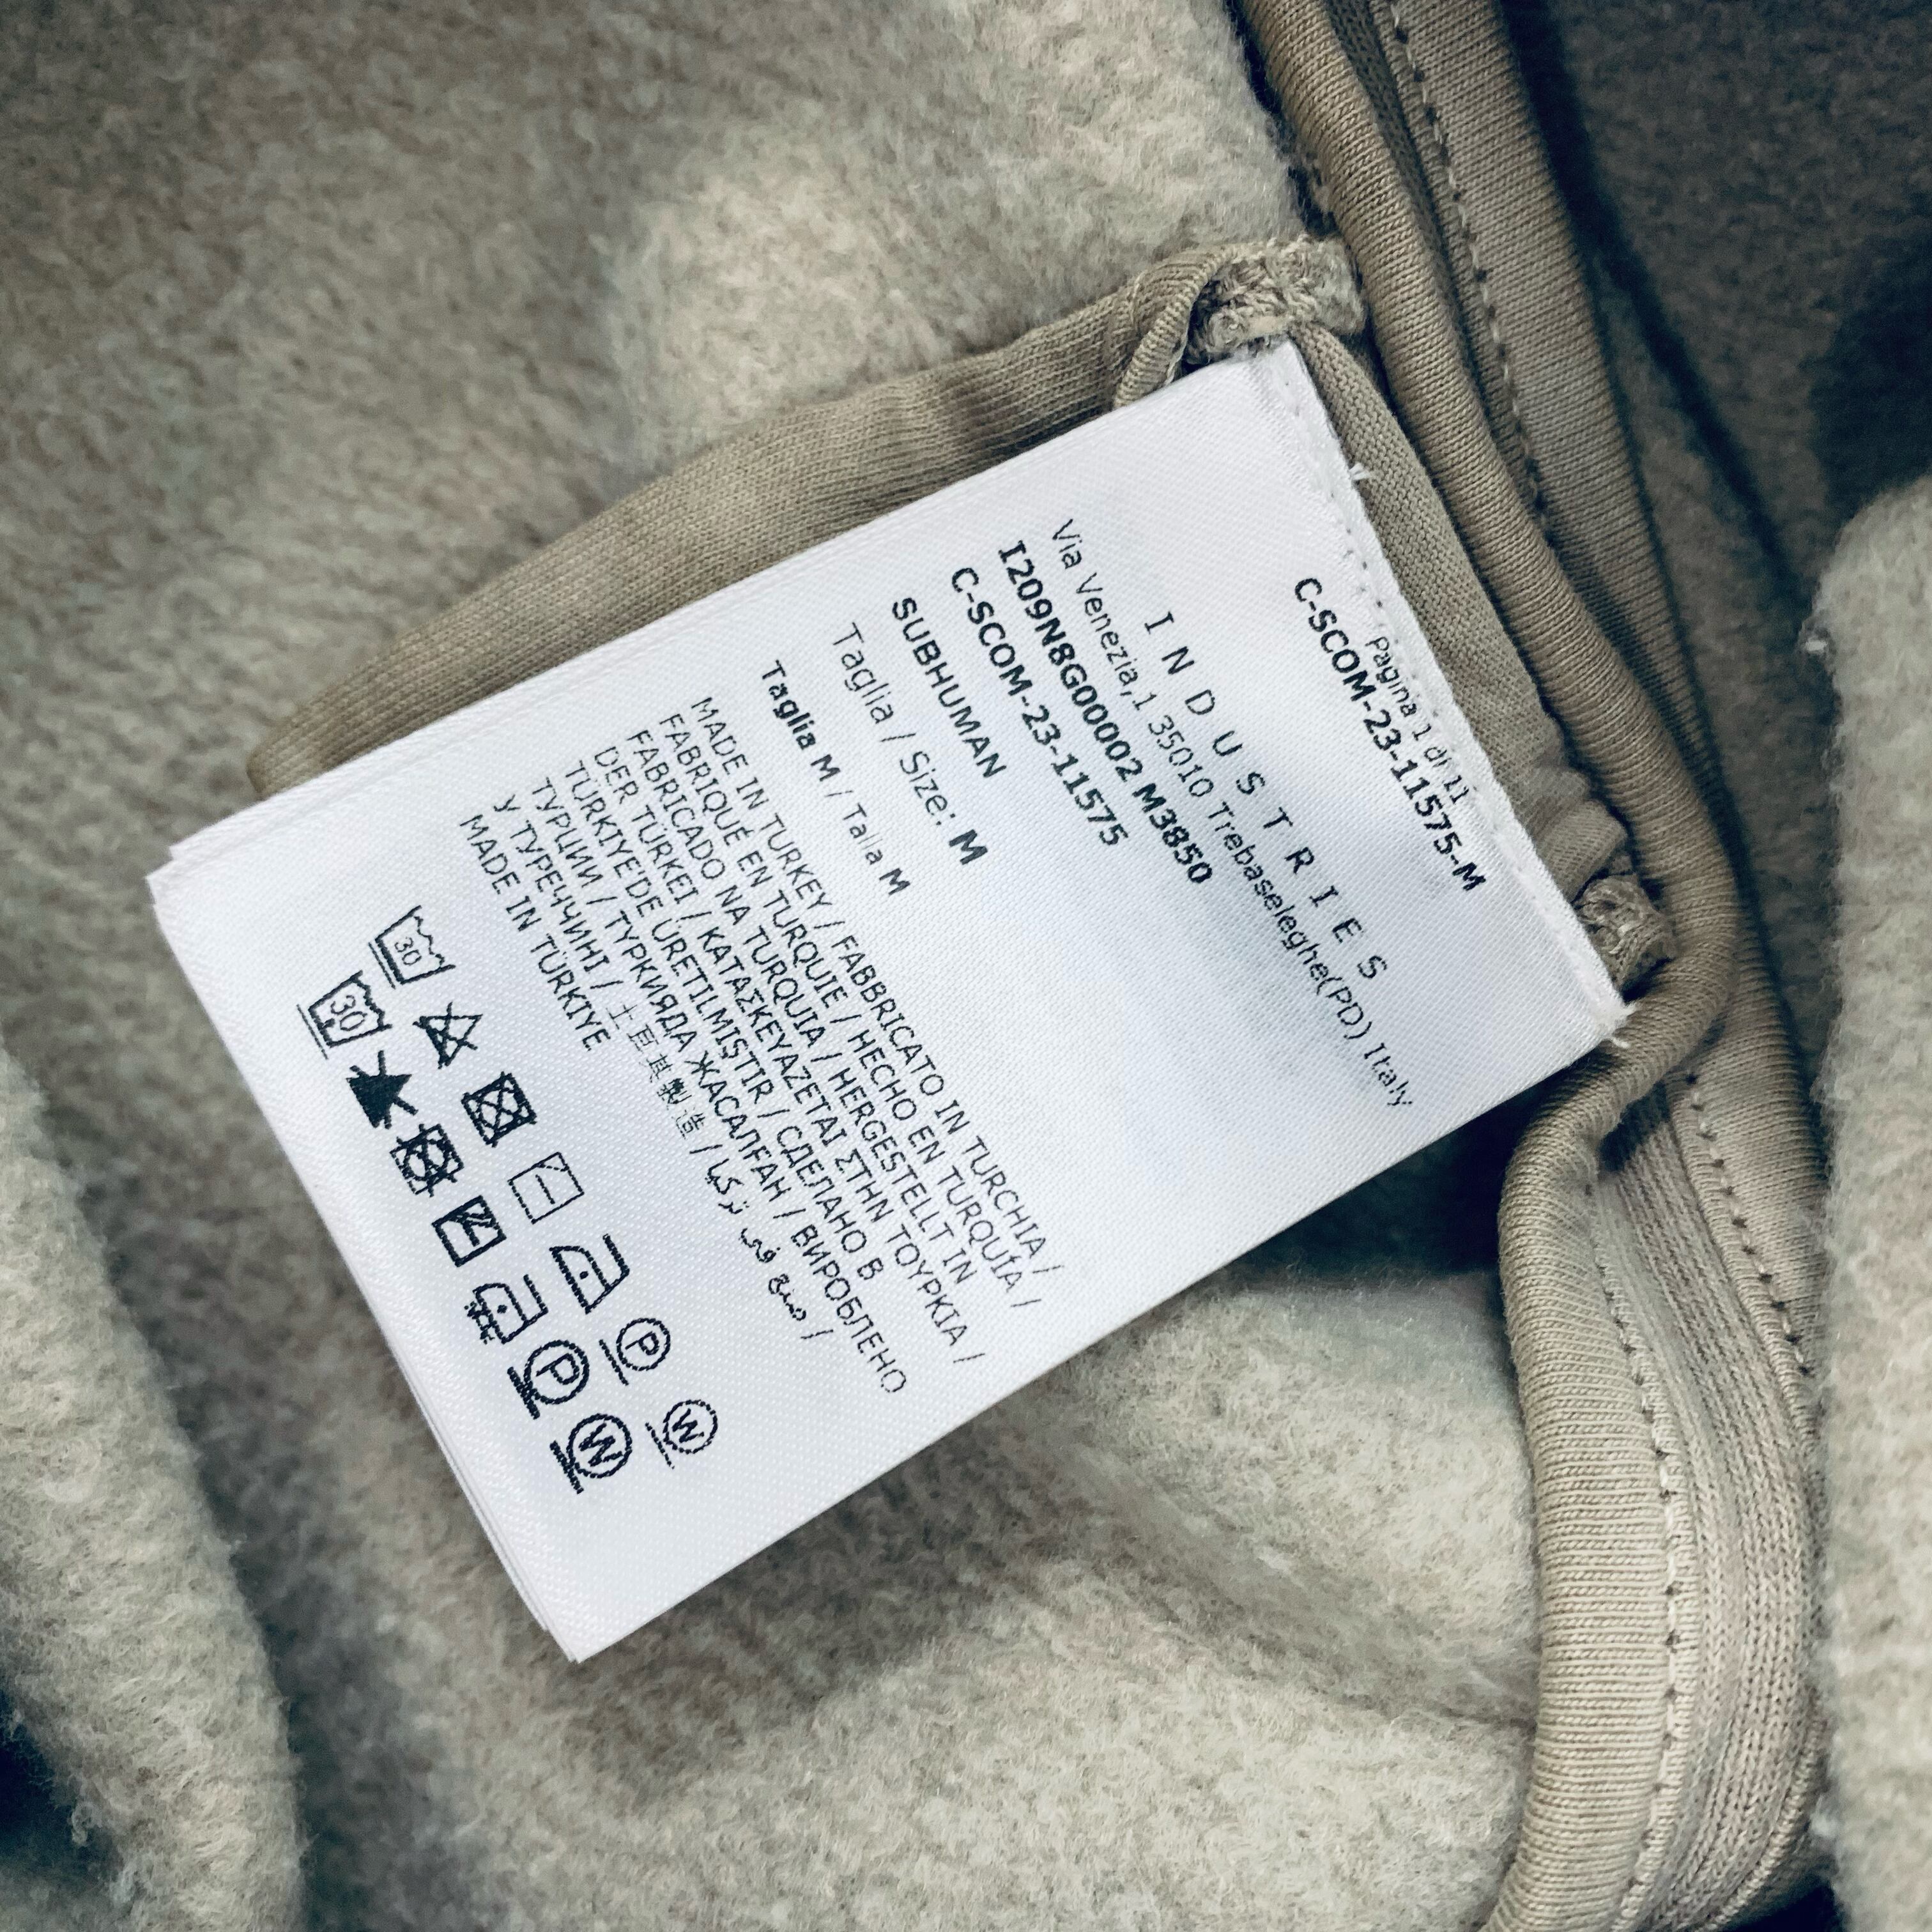 Pagina 1 di 11
C-SCOM-23-11575-M
INDUSTRIES
Via Venezia,1 35010 Trebaseleghe(PD) Italy
I209N8G00002 M3850
C-SCOM-23-11575
SUBHUMAN
Taglia / Size: M
Taglia M / Talla M
MADE IN TURKEY / FABBRICATO IN TURCHIA /
FABRIQUÉ EN TURQUIE / HECHO EN TURQUÍA /
FABRICADO NA TURQUIA / HERGESTELLT IN
DER TÜRKEI / ΚΑΤΑΣΚΕΥΑΖΕΤΑΙ ΣΤΗΝ ΤΟΥΡΚΙΑ /
TÜRKIYE'DE ÜRETILMIŞTIR / СДЕЛАНО В
ТУРЦИИ / ТУРКИЯДА ЖАСАЛҒАН / ВИРОБЛЕНО
У ТУРЕЧЧИНІ / 土耳其製造 / صنع في تركيا /
MADE IN TÜRKIYE
30
30
P
P
W
W